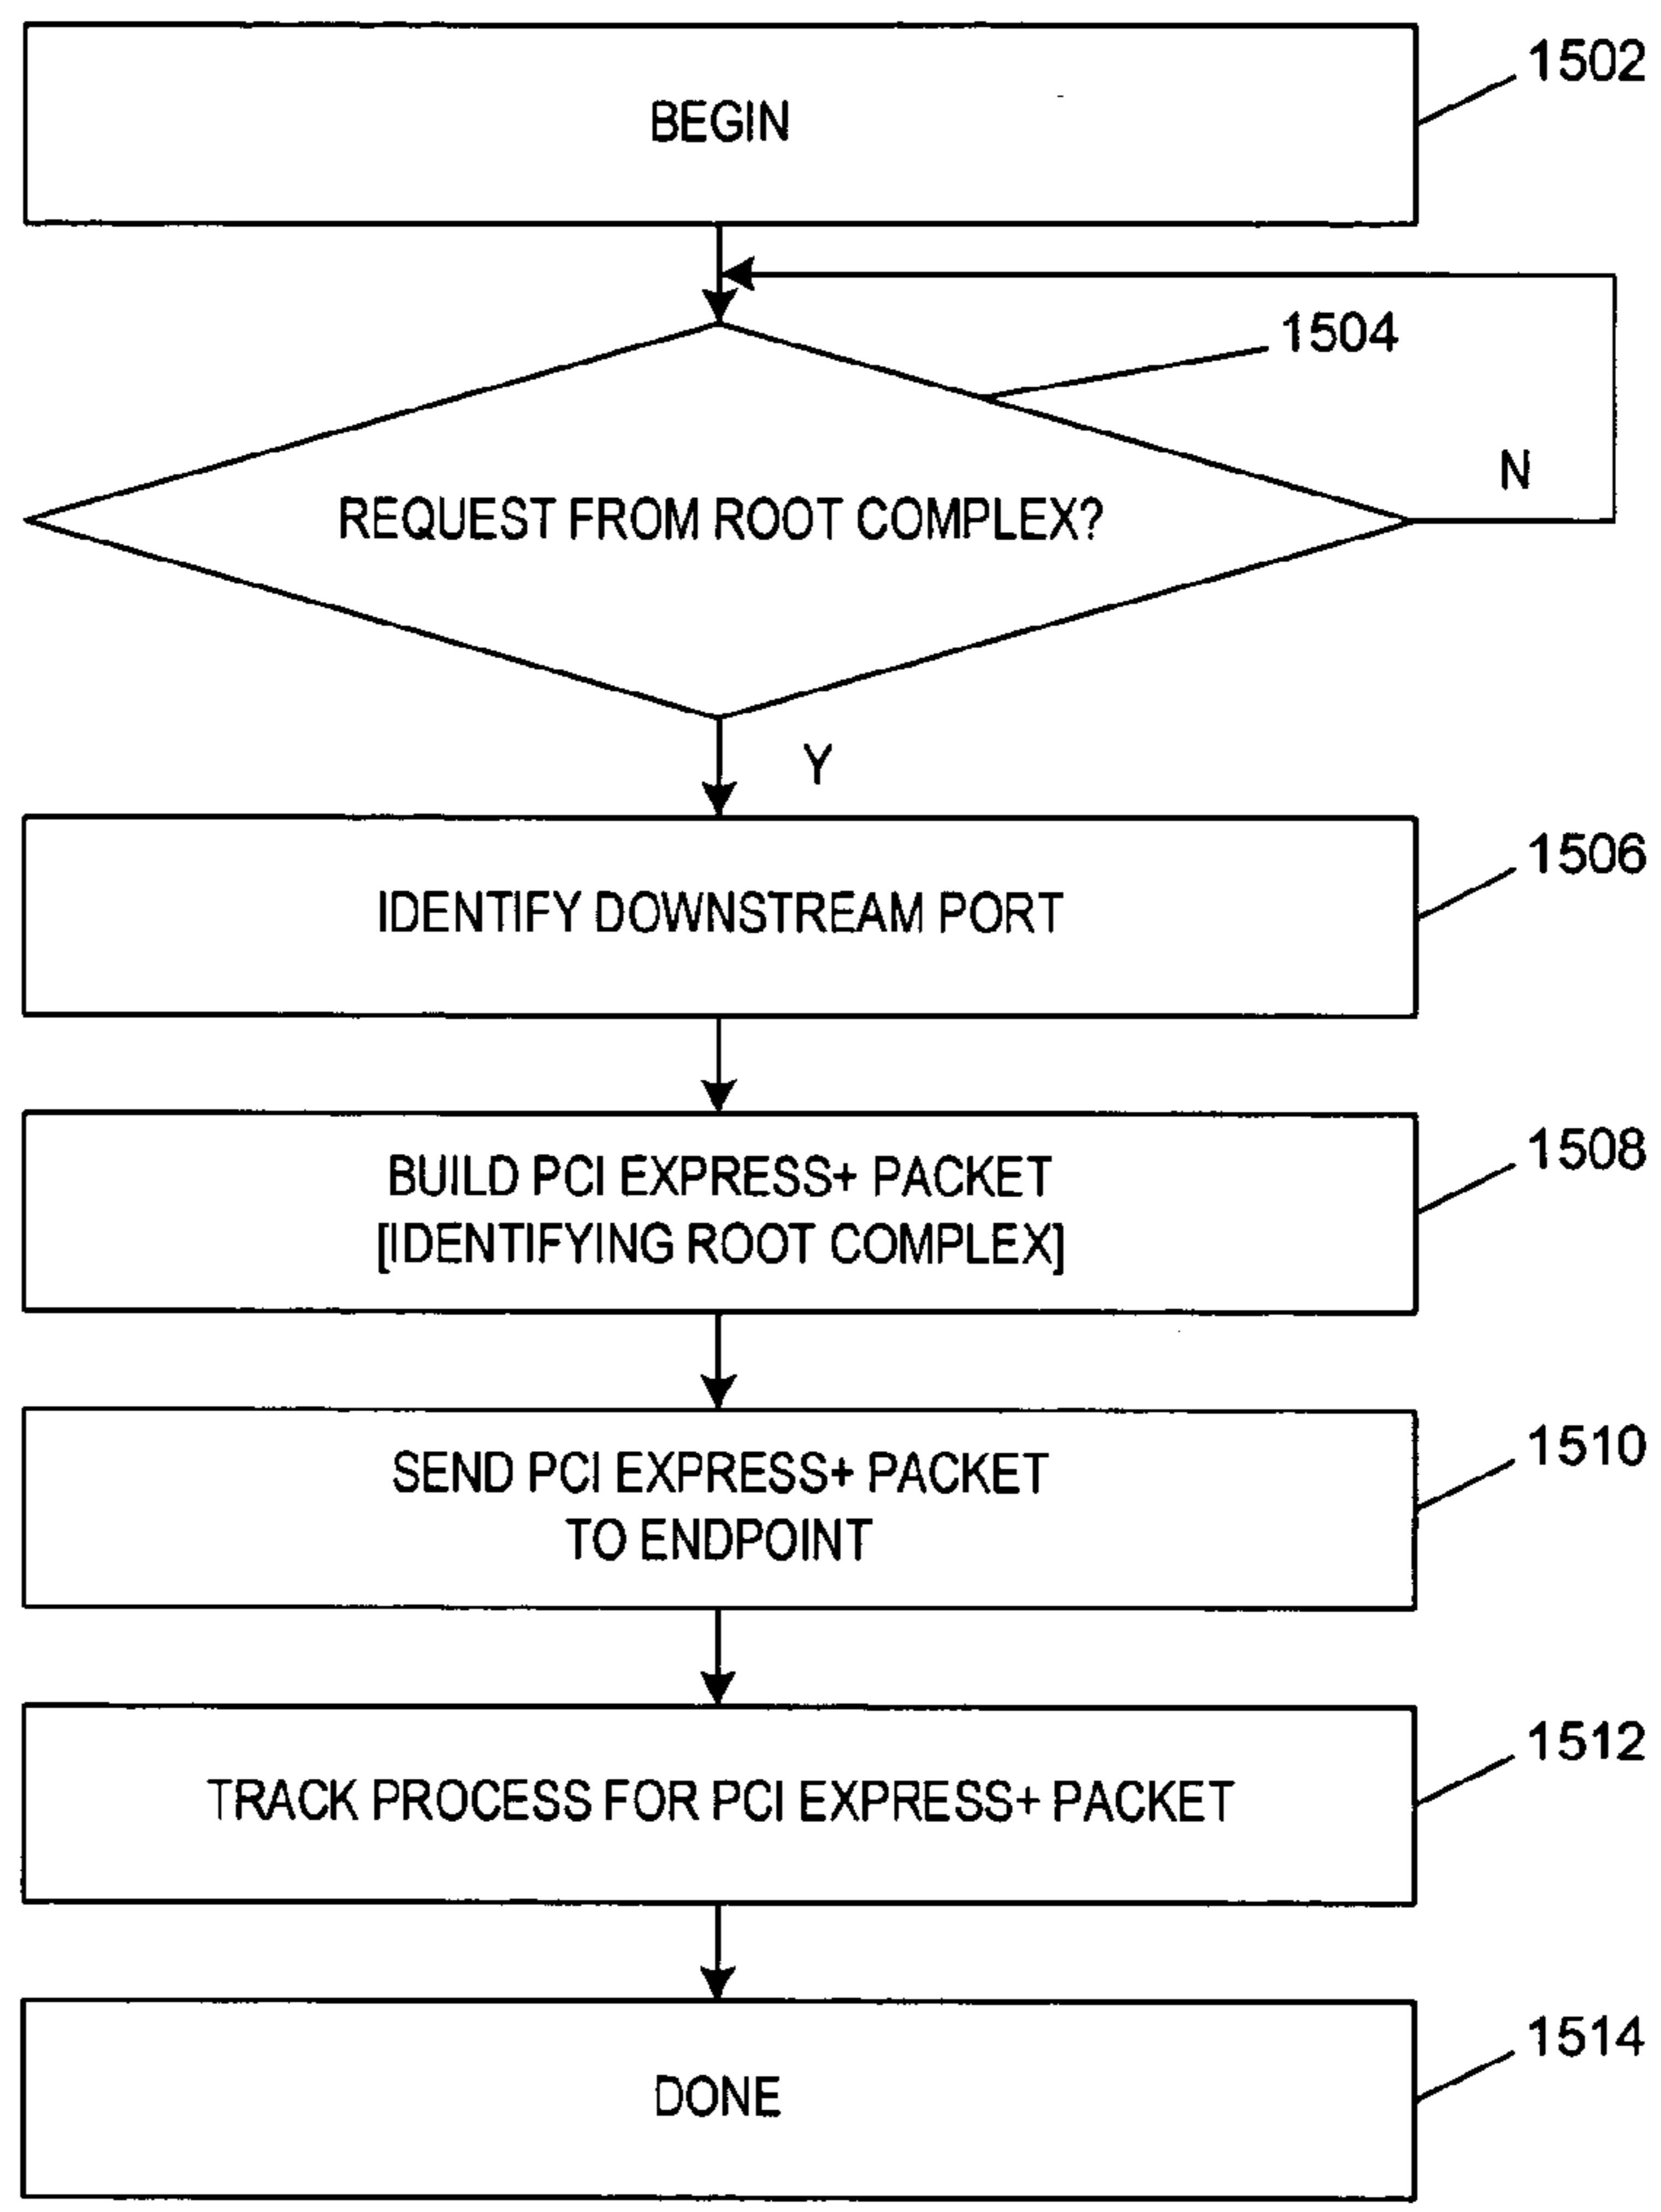 BEGIN
1502
1504
REQUEST FROM ROOT COMPLEX?
N
Y
IDENTIFY DOWNSTREAM PORT
1506
BUILD PCI EXPRESS+ PACKET
[IDENTIFYING ROOT COMPLEX]
1508
SEND PCI EXPRESS+ PACKET
TO ENDPOINT
1510
TRACK PROCESS FOR PCI EXPRESS+ PACKET
1512
DONE
1514